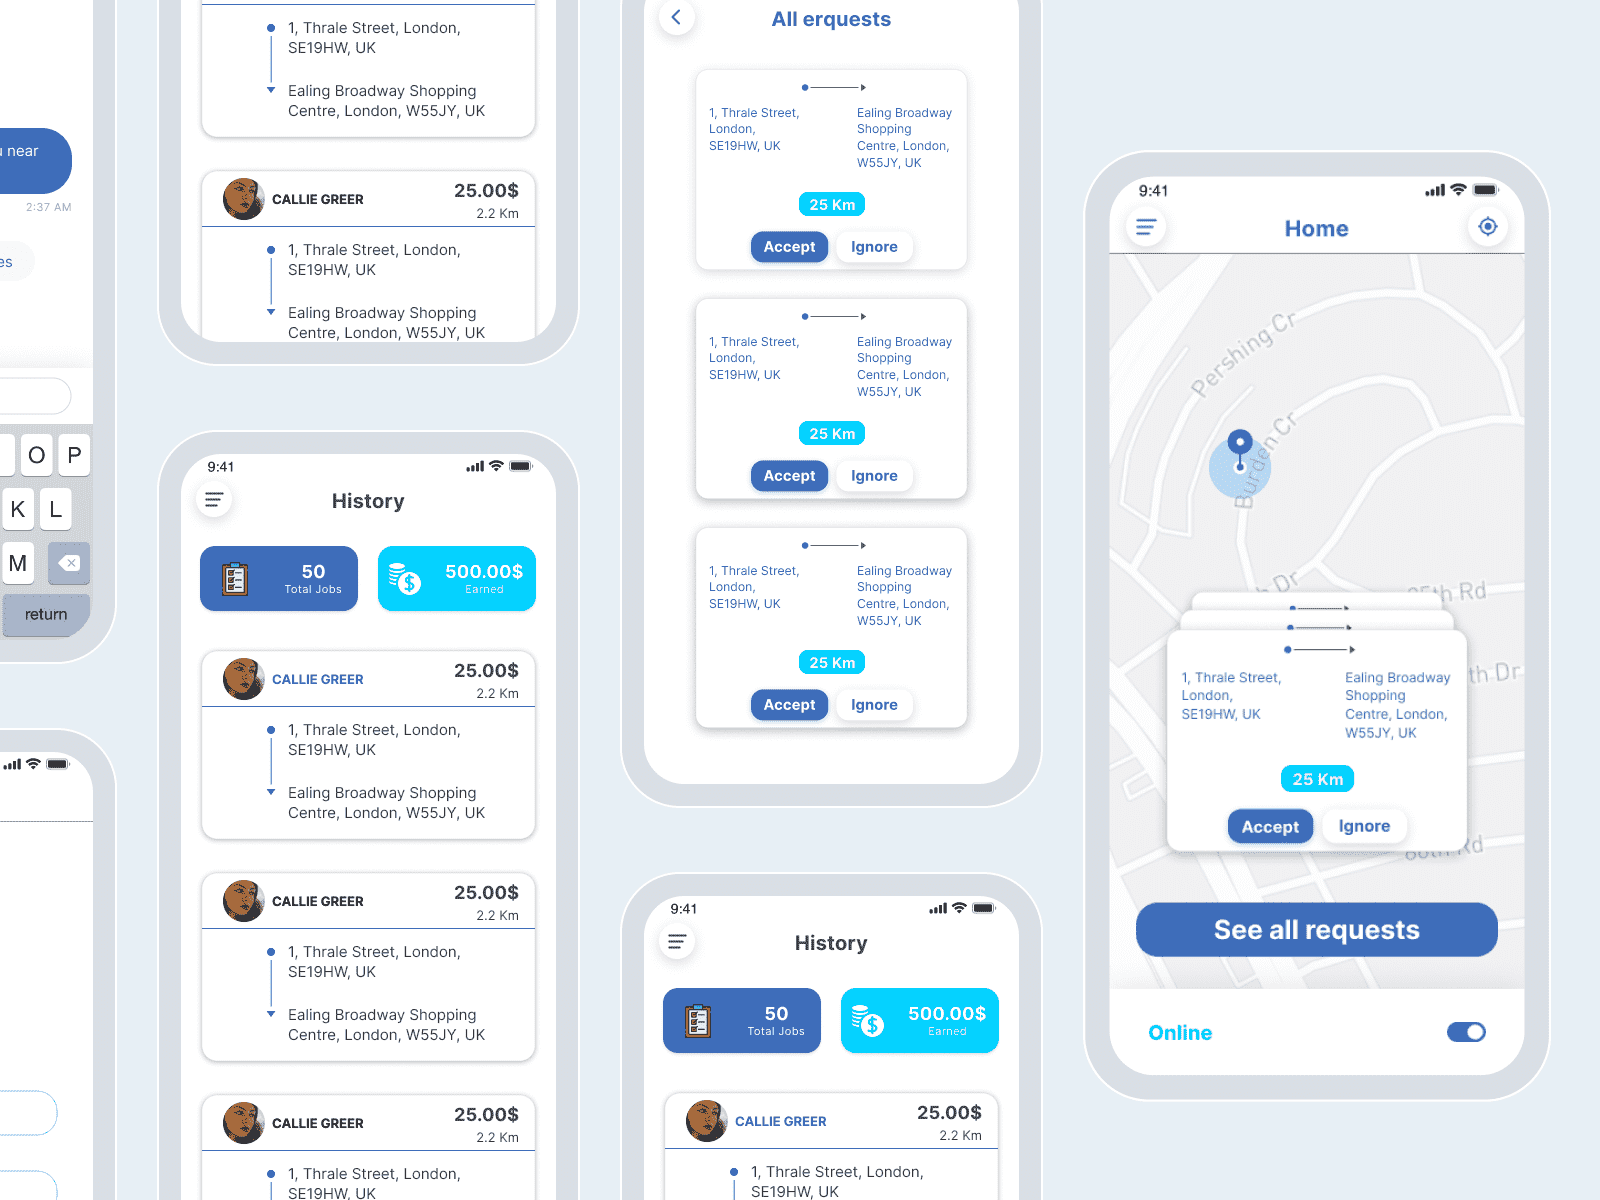 u near
2:37 AM
es
O P
K L
M
return
1, Thrale Street, London,
SE19HW, UK
Ealing Broadway Shopping
Centre, London, W55JY, UK
CALLIE GREER
25.00$
2.2 Km
1, Thrale Street, London,
SE19HW, UK
Ealing Broadway Shopping
Centre, London, W55JY, UK
9:41
History
50
Total Jobs
500.00$
Earned
CALLIE GREER
25.00$
2.2 Km
1, Thrale Street, London,
SE19HW, UK
Ealing Broadway Shopping
Centre, London, W55JY, UK
CALLIE GREER
25.00$
2.2 Km
1, Thrale Street, London,
SE19HW, UK
Ealing Broadway Shopping
Centre, London, W55JY, UK
CALLIE GREER
25.00$
2.2 Km
1, Thrale Street, London,
SE19HW, UK
All erquests
1, Thrale Street,
London,
SE19HW, UK
Ealing Broadway
Shopping
Centre, London,
W55JY, UK
25 Km
Accept
Ignore
1, Thrale Street,
London,
SE19HW, UK
Ealing Broadway
Shopping
Centre, London,
W55JY, UK
25 Km
Accept
Ignore
1, Thrale Street,
London,
SE19HW, UK
Ealing Broadway
Shopping
Centre, London,
W55JY, UK
25 Km
Accept
Ignore
9:41
History
50
Total Jobs
500.00$
Earned
CALLIE GREER
25.00$
2.2 Km
1, Thrale Street, London,
SE19HW, UK
9:41
Home
Pershing Cr
Burden Cr
Dr
Rd
th Dr
Rd
1, Thrale Street,
London,
SE19HW, UK
Ealing Broadway
Shopping
Centre, London,
W55JY, UK
25 Km
Accept
Ignore
See all requests
Online